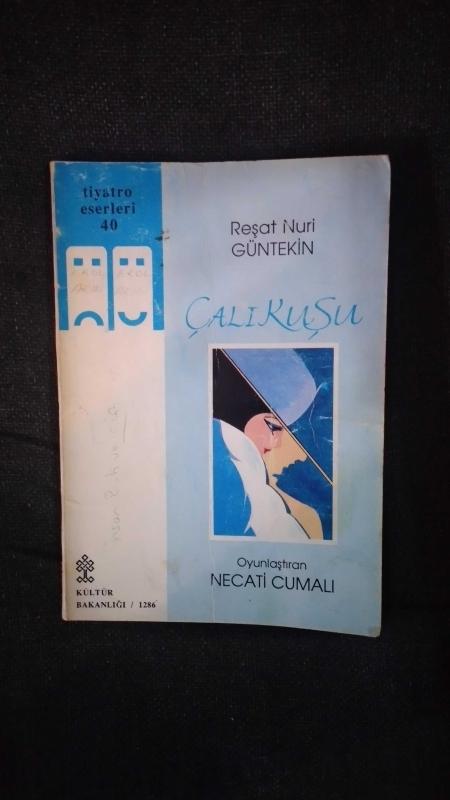 tiyatro
eserleri
40
Reşat Nuri
GÜNTEKİN
ÇALIKUŞU
Oyunlaştıran
NECATİ CUMALI
KÜLTÜR
BAKANLIĞI / 1286